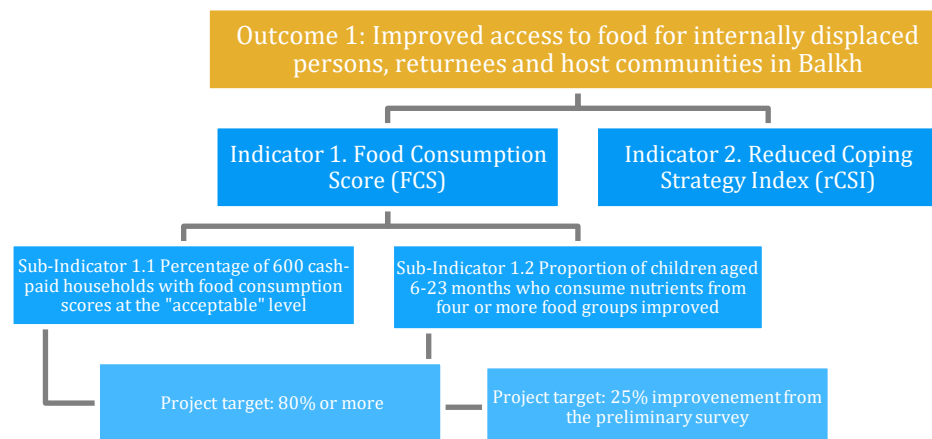 Outcome 1: Improved access to food for internally displaced
persons, returnees and host communities in Balkh
Indicator 1. Food Consumption
Score (FCS)
Indicator 2. Reduced Coping
Strategy Index (rCSI)
Sub-Indicator 1.1 Percentage of 600 cash-
paid households with food consumption
scores at the "acceptable" level
Sub-Indicator 1.2 Proportion of children aged
6-23 months who consume nutrients from
four or more food groups improved
Project target: 80% or more
Project target: 25% improvenement from
the preliminary survey